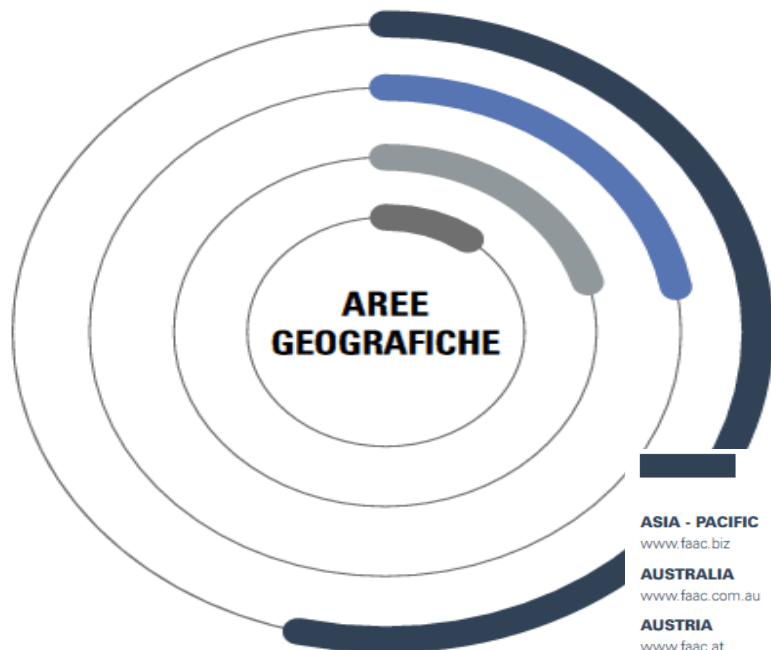 AREE
GEOGRAFICHE
ASIA - PACIFIC
www.faac.biz
AUSTRALIA
www.faac.com.au
AUSTRIA
www.faac.at